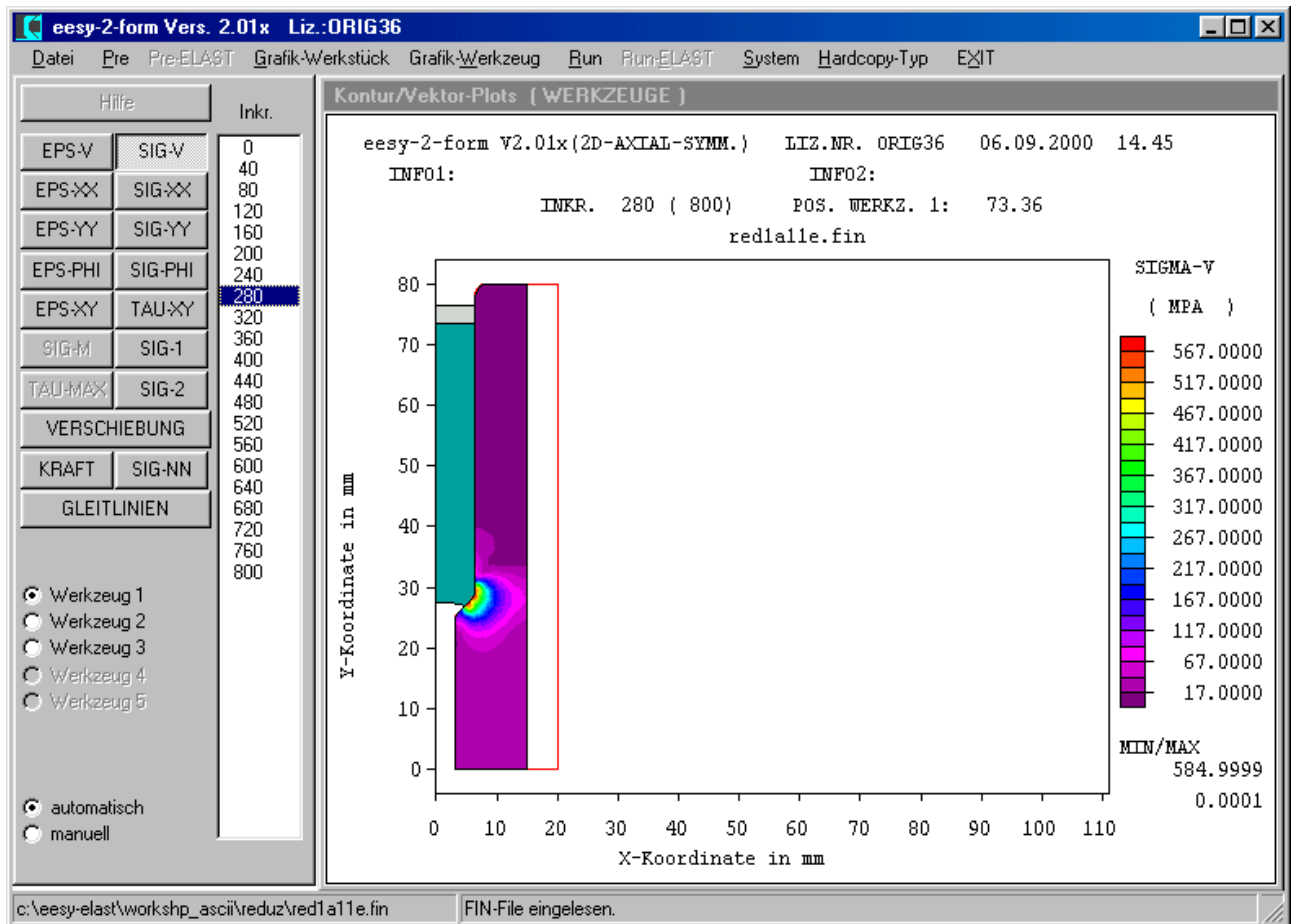 eesy-2-form Vers. 2.01x Liz.:ORIG36
Datei Pre Pre-ELAST Grafik-Werkstück Grafik-Werkzeug Run Run-ELAST System Hardcopy-Typ EXIT
Hilfe
Inkr.
EPS-V SIG-V
EPS-XX SIG-XX
EPS-YY SIG-YY
EPS-PHI SIG-PHI
EPS-XY TAU-XY
SIG-M SIG-1
TAU-MAX SIG-2
VERSCHIEBUNG
KRAFT SIG-NN
GLEITLINIEN
0
40
80
120
160
200
240
280
320
360
400
440
480
520
560
600
640
680
720
760
800
Werkzeug 1
Werkzeug 2
Werkzeug 3
Werkzeug 4
Werkzeug 5
automatisch
manuell
Kontur/Vektor-Plots ( WERKZEUGE )
eesy-2-form V2.01x(2D-AXIAL-SYMM.) LIZ.NR. ORIG36 06.09.2000 14.45
INFO1: INFO2:
INKR. 280 ( 800) POS. WERKZ. 1: 73.36
red1a11e.fin
SIGMA-V
( MPA )
567.0000
517.0000
467.0000
417.0000
367.0000
317.0000
267.0000
217.0000
167.0000
117.0000
67.0000
17.0000
MIN/MAX
584.9999
0.0001
80
70
60
50
40
30
20
10
0
Y-Koordinate in mm
0 10 20 30 40 50 60 70 80 90 100 110
X-Koordinate in mm
c:\eesy-elast\workshp_ascii\reduz\red1a11e.fin FIN-File eingelesen.